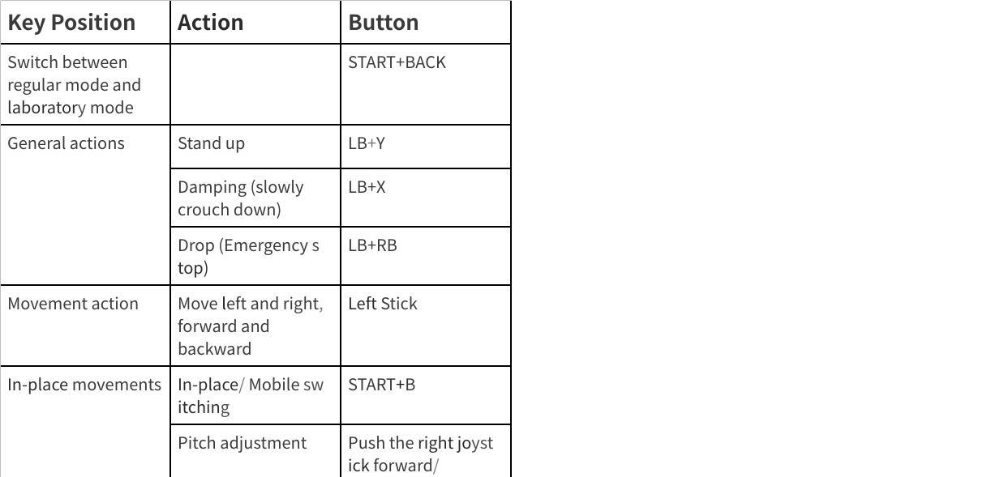 Key Position Action Button
Switch between START+BACK
regular mode and
laboratory mode
General actions Stand up LB+Y
Damping (slowly LB+X
crouch down)
Drop (Emergency s LB+RB
top)
Movement action Move left and right, Left Stick
forward and
backward
In-place movements In-place/ Mobile sw START+B
itching
Pitch adjustment Push the right joyst
ick forward/